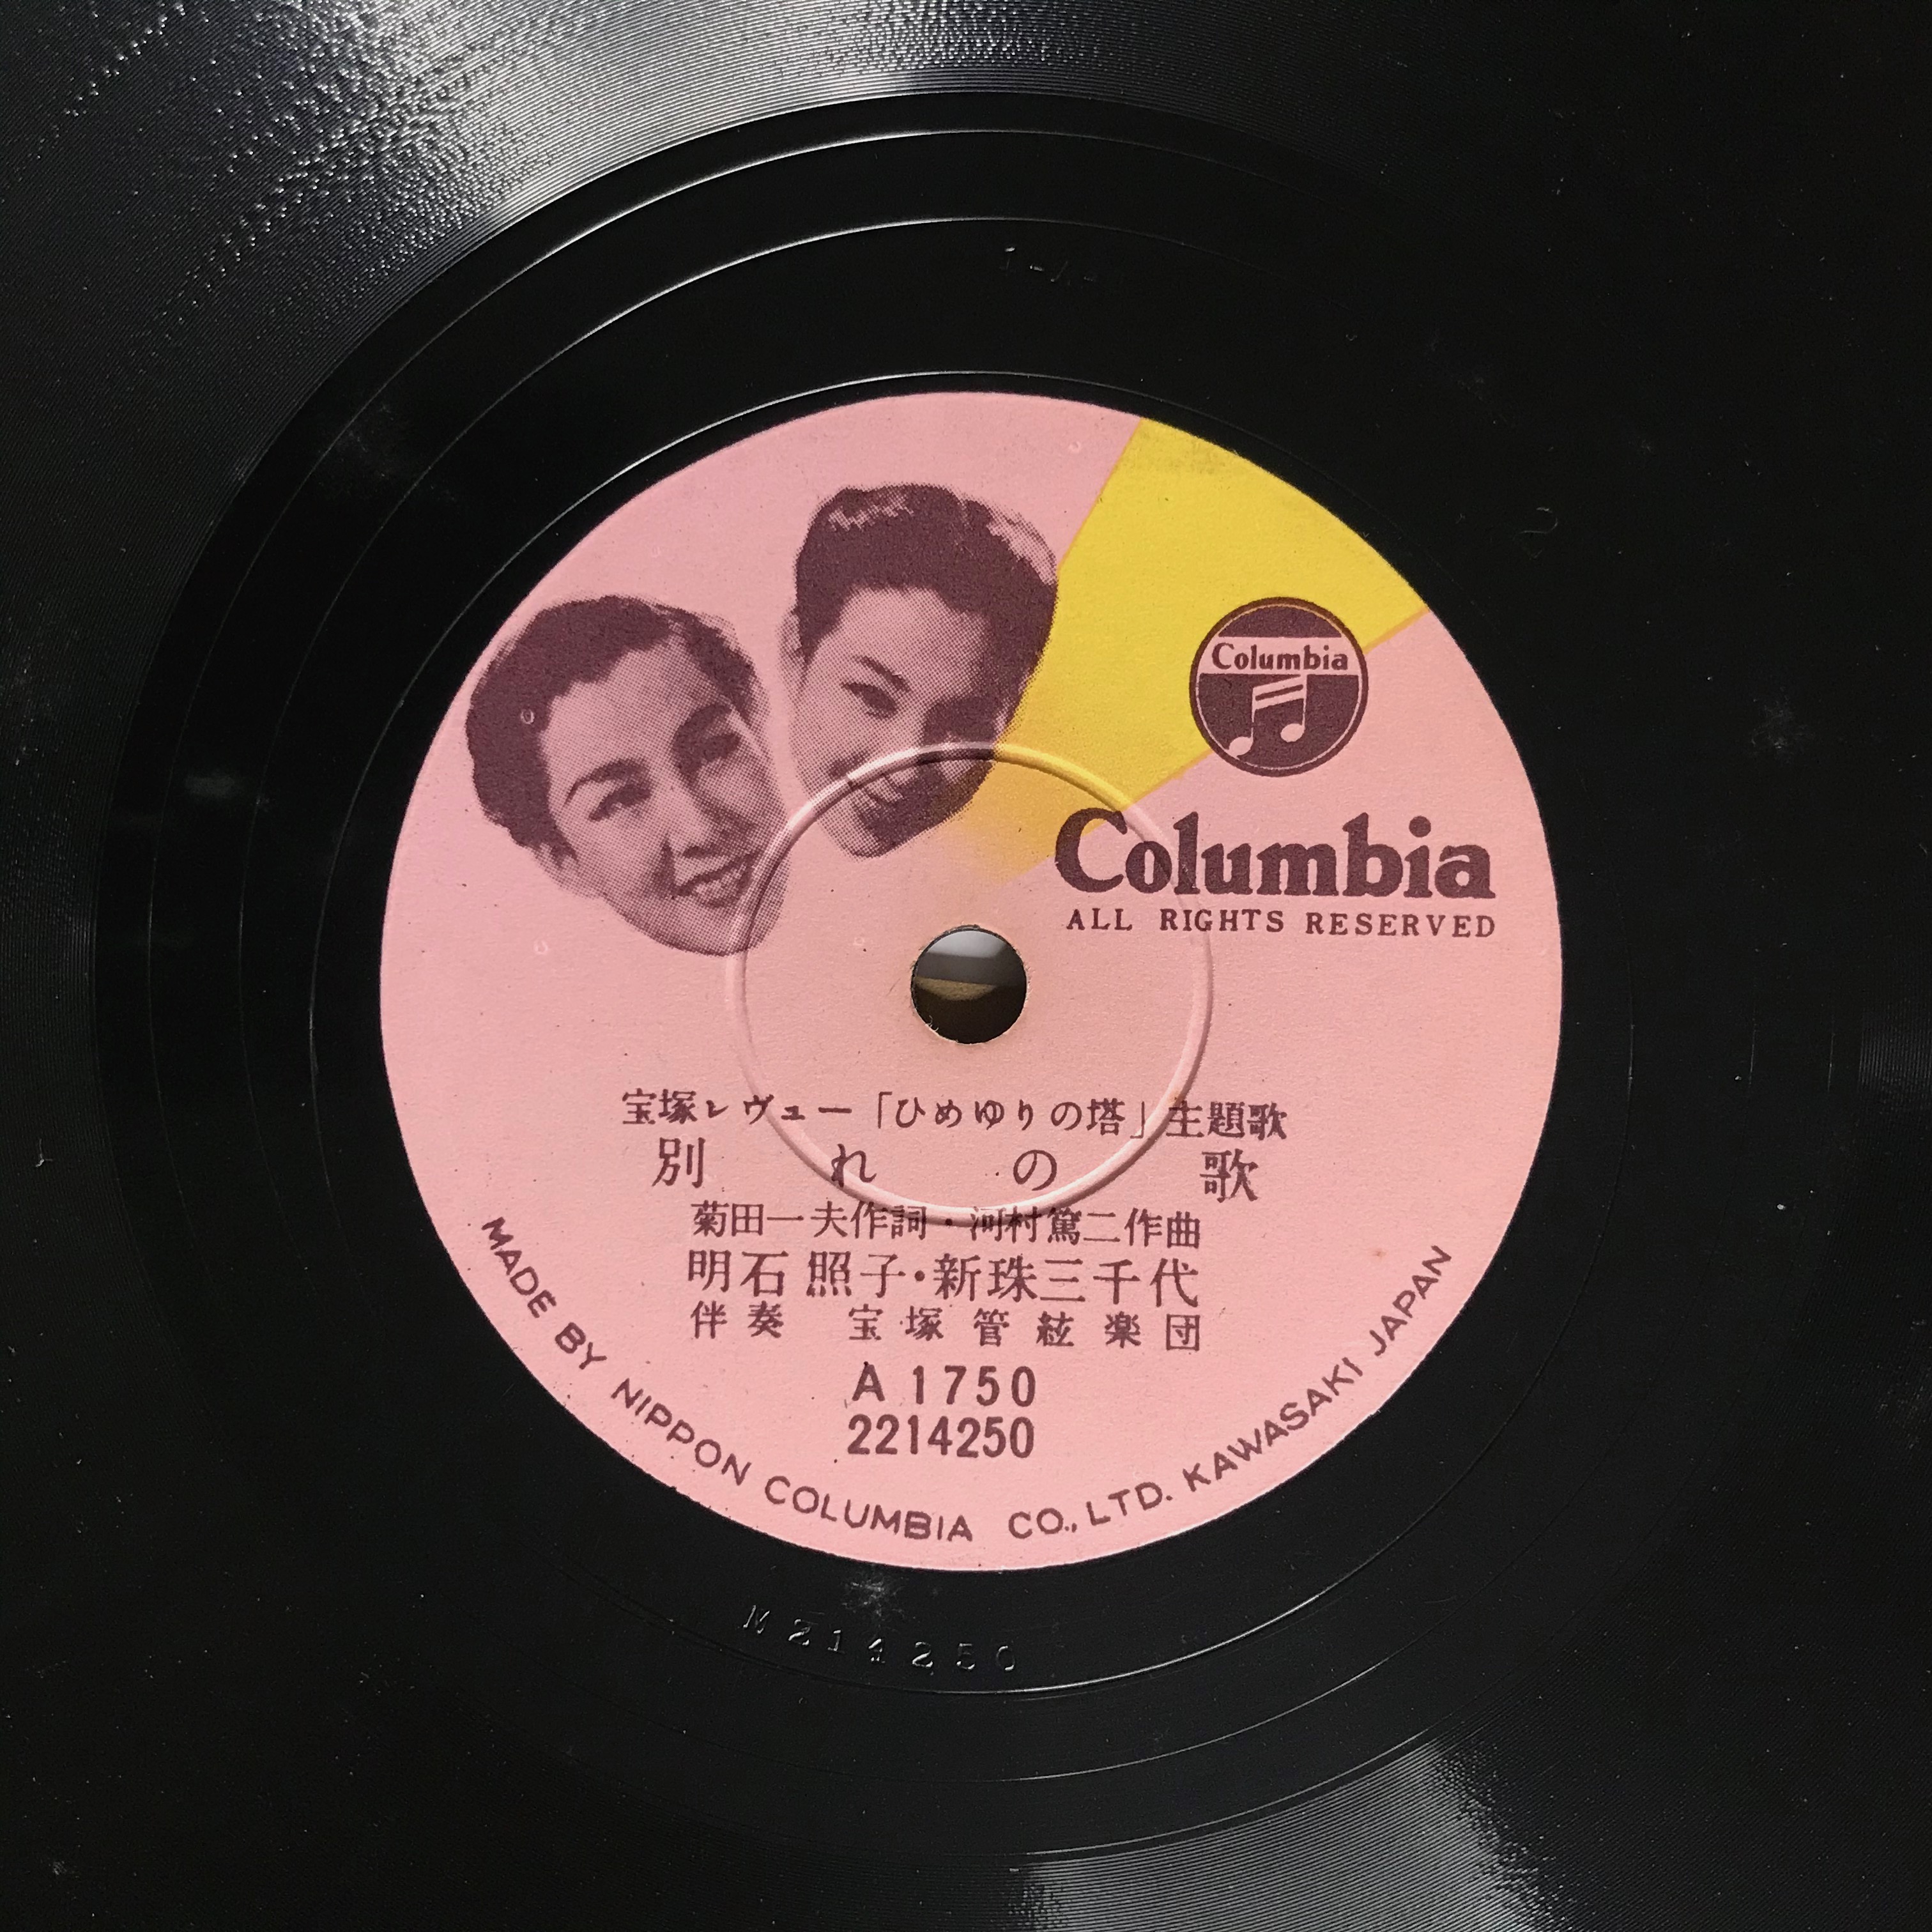 Columbia
Columbia
ALL RIGHTS RESERVED
宝塚レヴュー「ひめゆりの塔」主題歌
別れの歌
菊田一夫作詞・河村篤二作曲
明石照子・新珠三千代
伴奏 宝塚管絃楽団
A 1750
2214250
MADE BY NIPPON COLUMBIA CO., LTD. KAWASAKI JAPAN
214250